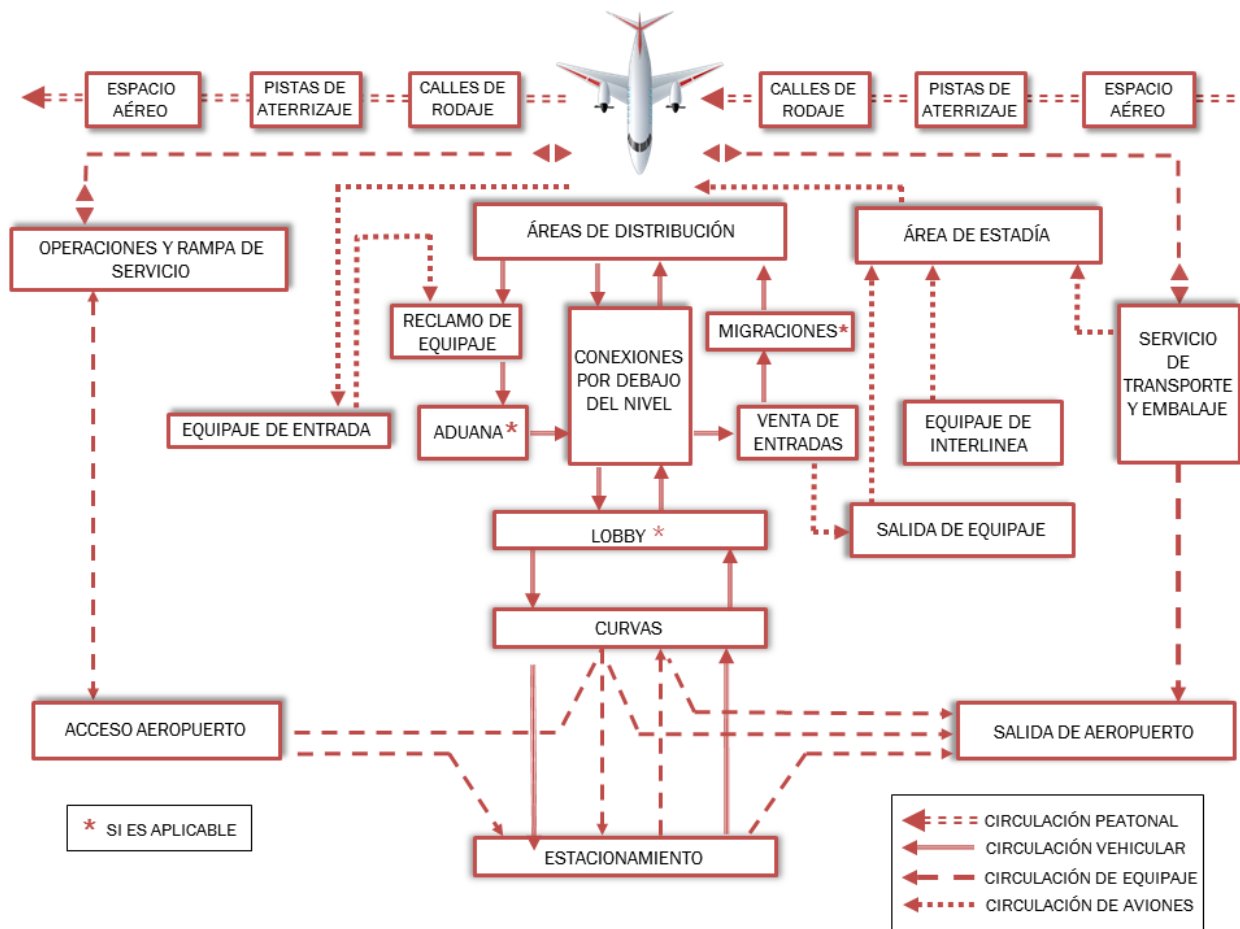 ESPACIO
AÉREO
PISTAS DE
ATERRIZAJE
CALLES DE
RODAJE
CALLES DE
RODAJE
PISTAS DE
ATERRIZAJE
ESPACIO
AÉREO
OPERACIONES Y RAMPA DE
SERVICIO
ÁREAS DE DISTRIBUCIÓN
ÁREA DE ESTADÍA
RECLAMO DE
EQUIPAJE
CONEXIONES
POR DEBAJO
DEL NIVEL
MIGRACIONES*
SERVICIO
DE
TRANSPORTE
Y EMBALAJE
EQUIPAJE DE ENTRADA
ADUANA*
VENTA DE
ENTRADAS
EQUIPAJE DE
INTERLINEA
LOBBY *
SALIDA DE EQUIPAJE
CURVAS
ACCESO AEROPUERTO
SALIDA DE AEROPUERTO
* SI ES APLICABLE
ESTACIONAMIENTO
CIRCULACIÓN PEATONAL
CIRCULACIÓN VEHICULAR
CIRCULACIÓN DE EQUIPAJE
CIRCULACIÓN DE AVIONES